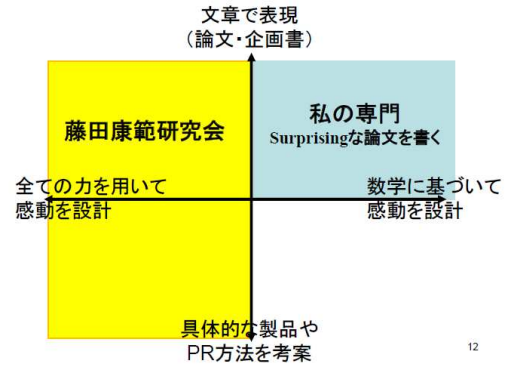 文章で表現
(論文・企画書)
藤田康範研究会
私の専門
Surprisingな論文を書く
全ての力を用いて
感動を設計
数学に基づいて
感動を設計
具体的な製品や
PR方法を考案
12